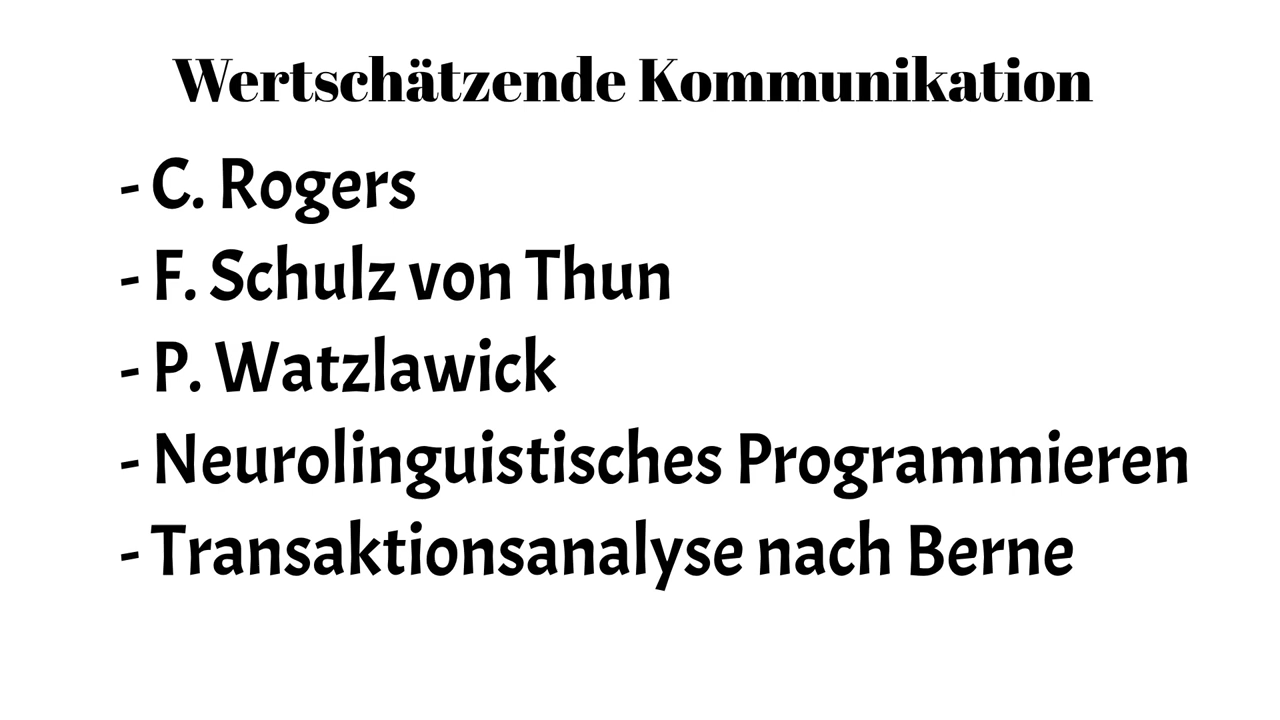 Wertschätzende Kommunikation
- C. Rogers
- F. Schulz von Thun
- P. Watzlawick
- Neurolinguistisches Programmieren
- Transaktionsanalyse nach Berne